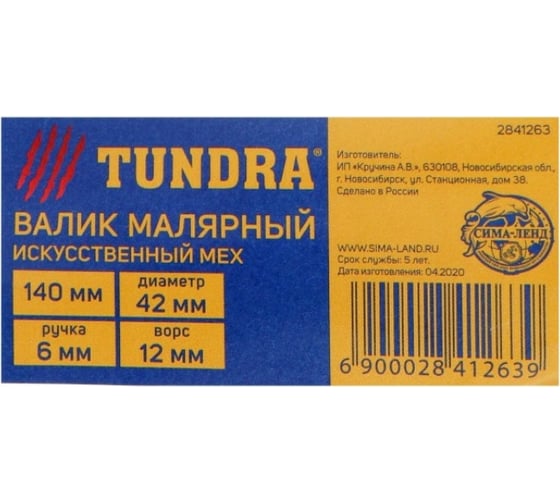 TUNDRA®
ВАЛИК МАЛЯРНЫЙ
ИСКУССТВЕННЫЙ МЕХ
140 мм
диаметр
42 мм
ручка
6 мм
ворс
12 мм
2841263
Изготовитель:
ИП «Кручина А.В.», 630108, Новосибирская обл.,
г. Новосибирск, ул. Станционная, дом 38.
Сделано в России
СИМА-ЛЕНД
WWW.SIMA-LAND.RU
Срок службы: 5 лет.
Дата изготовления: 04.2020
6 900028 412639